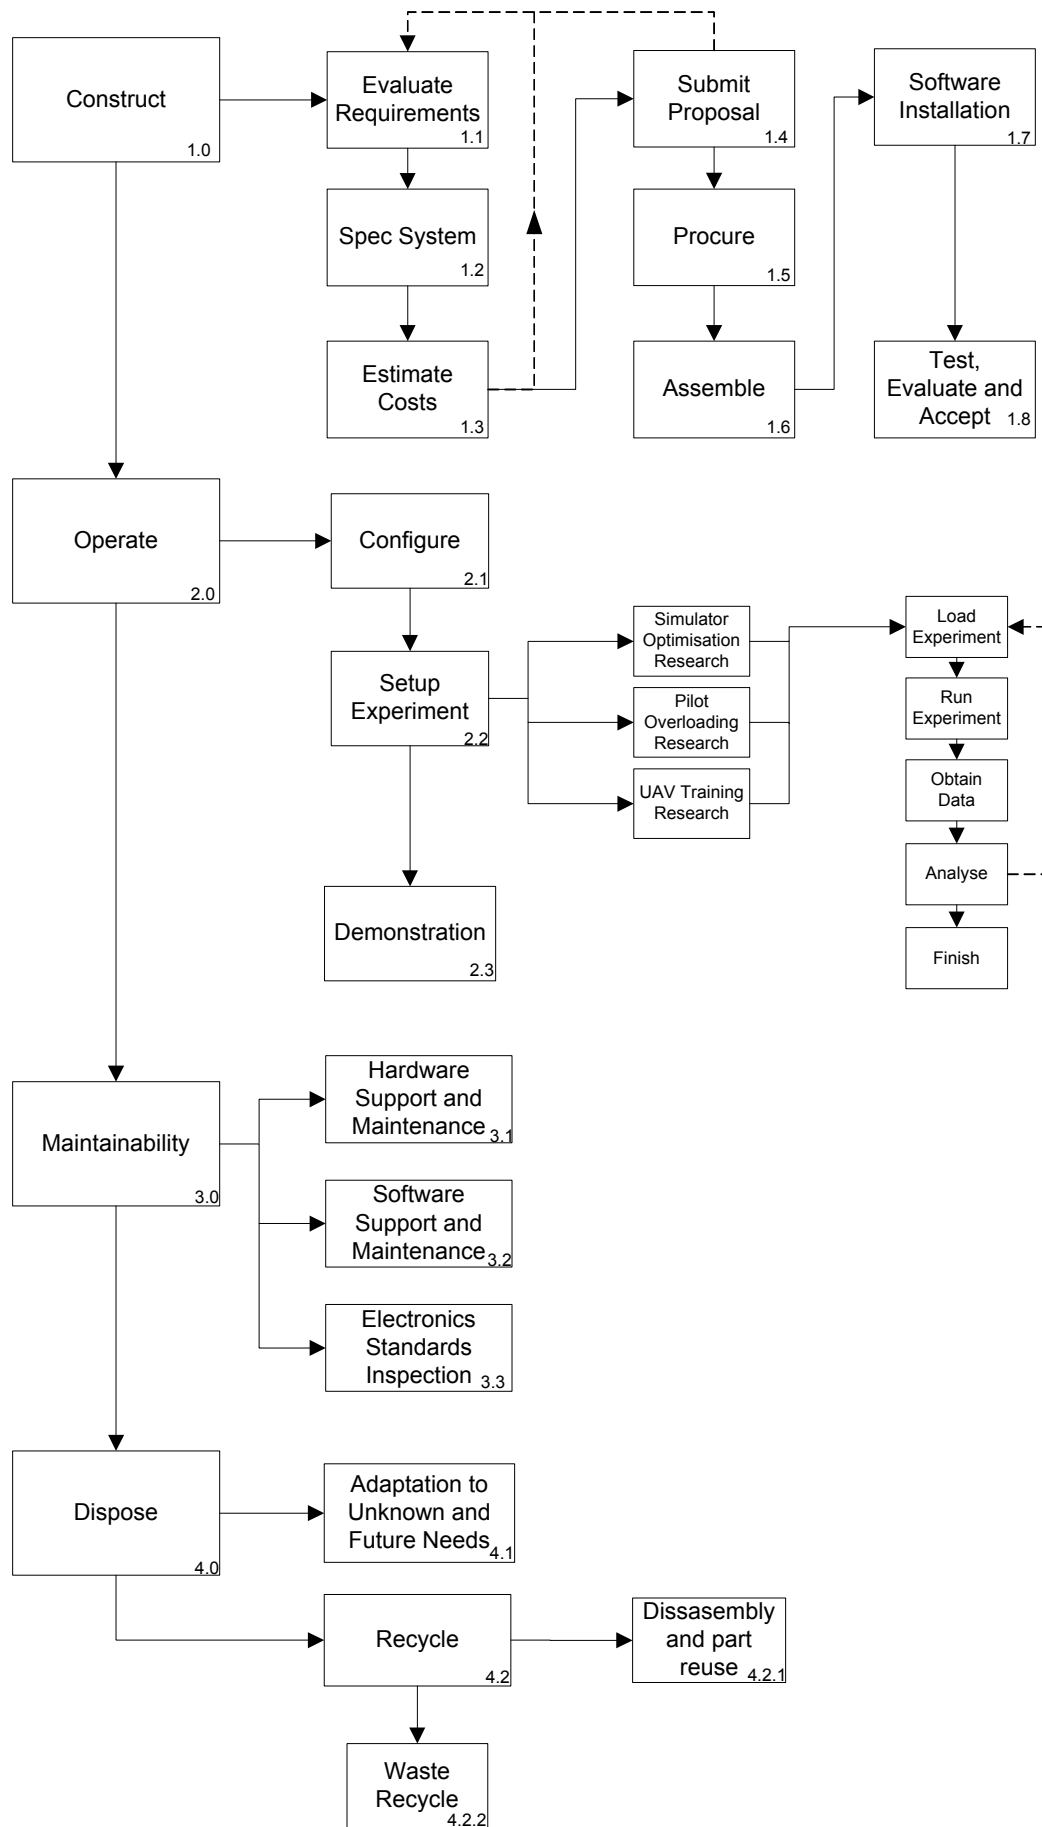 Construct
1.0
Evaluate
Requirements
1.1
Spec System
1.2
Estimate
Costs
1.3
Submit
Proposal
1.4
Procure
1.5
Assemble
1.6
Software
Installation
1.7
Test,
Evaluate and
Accept
1.8
Operate
2.0
Configure
2.1
Setup
Experiment
2.2
Demonstration
2.3
Simulator
Optimisation
Research
Pilot
Overloading
Research
UAV Training
Research
Load
Experiment
Run
Experiment
Obtain
Data
Analyse
Finish
Maintainability
3.0
Hardware
Support and
Maintenance
3.1
Software
Support and
Maintenance
3.2
Electronics
Standards
Inspection
3.3
Dispose
4.0
Adaptation to
Unknown and
Future Needs
4.1
Recycle
4.2
Dissasembly
and part
reuse
4.2.1
Waste
Recycle
4.2.2